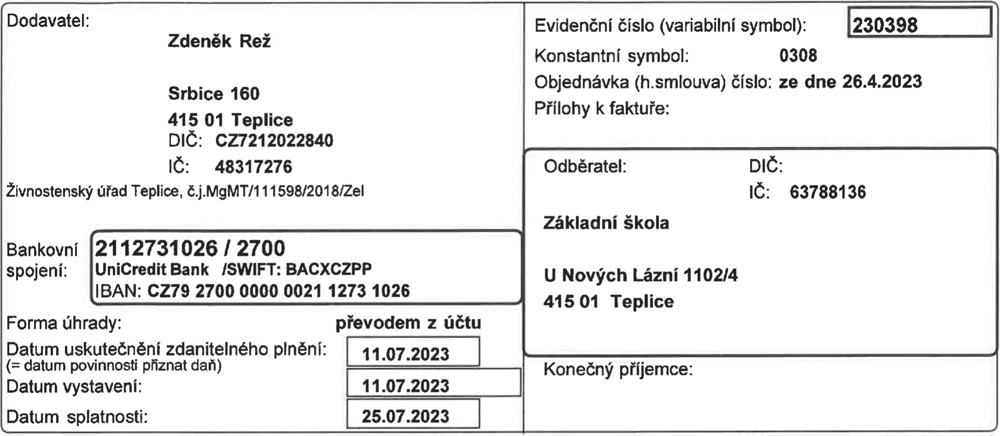 Dodavatel:
Zdeněk Rež
Srbice 160
415 01 Teplice
DIČ: CZ7212022840
IČ: 48317276
Živnostenský úřad Teplice, č.j.MgMT/111598/2018/Zel
Bankovní spojení:
2112731026 / 2700
UniCredit Bank /SWIFT: BACXCZPP
IBAN: CZ79 2700 0000 0021 1273 1026
Forma úhrady: převodem z účtu
Datum uskutečnění zdanitelného plnění: 11.07.2023
(= datum povinnosti přiznat daň)
Datum vystavení: 11.07.2023
Datum splatnosti: 25.07.2023
Evidenční číslo (variabilní symbol): 230398
Konstantní symbol: 0308
Objednávka (h.smlouva) číslo: ze dne 26.4.2023
Přílohy k faktuře:
Odběratel: DIČ:
IČ: 63788136
Základní škola
U Nových Lázní 1102/4
415 01 Teplice
Konečný příjemce: